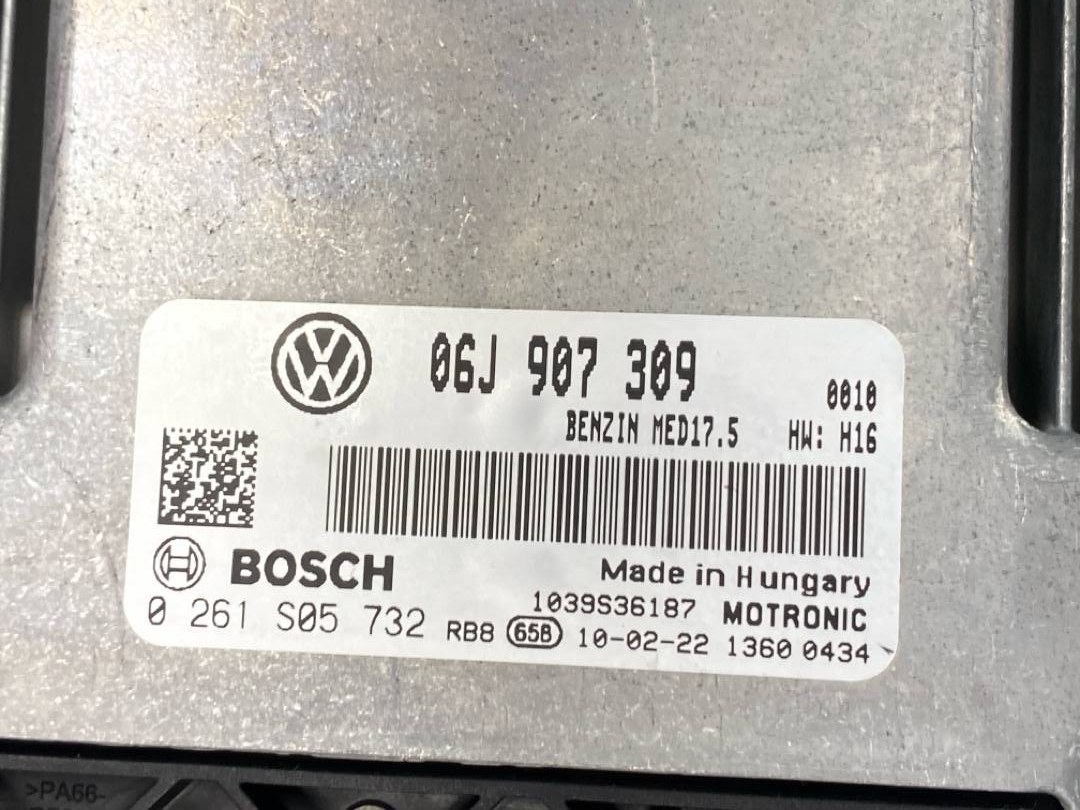 06J 907 309
0010
BENZIN MED17.5 HW: H16
BOSCH
Made in Hungary
0 261 S05 732
1039S36187 MOTRONIC
RB8 65B 10-02-22 1360 0434
>PA66-